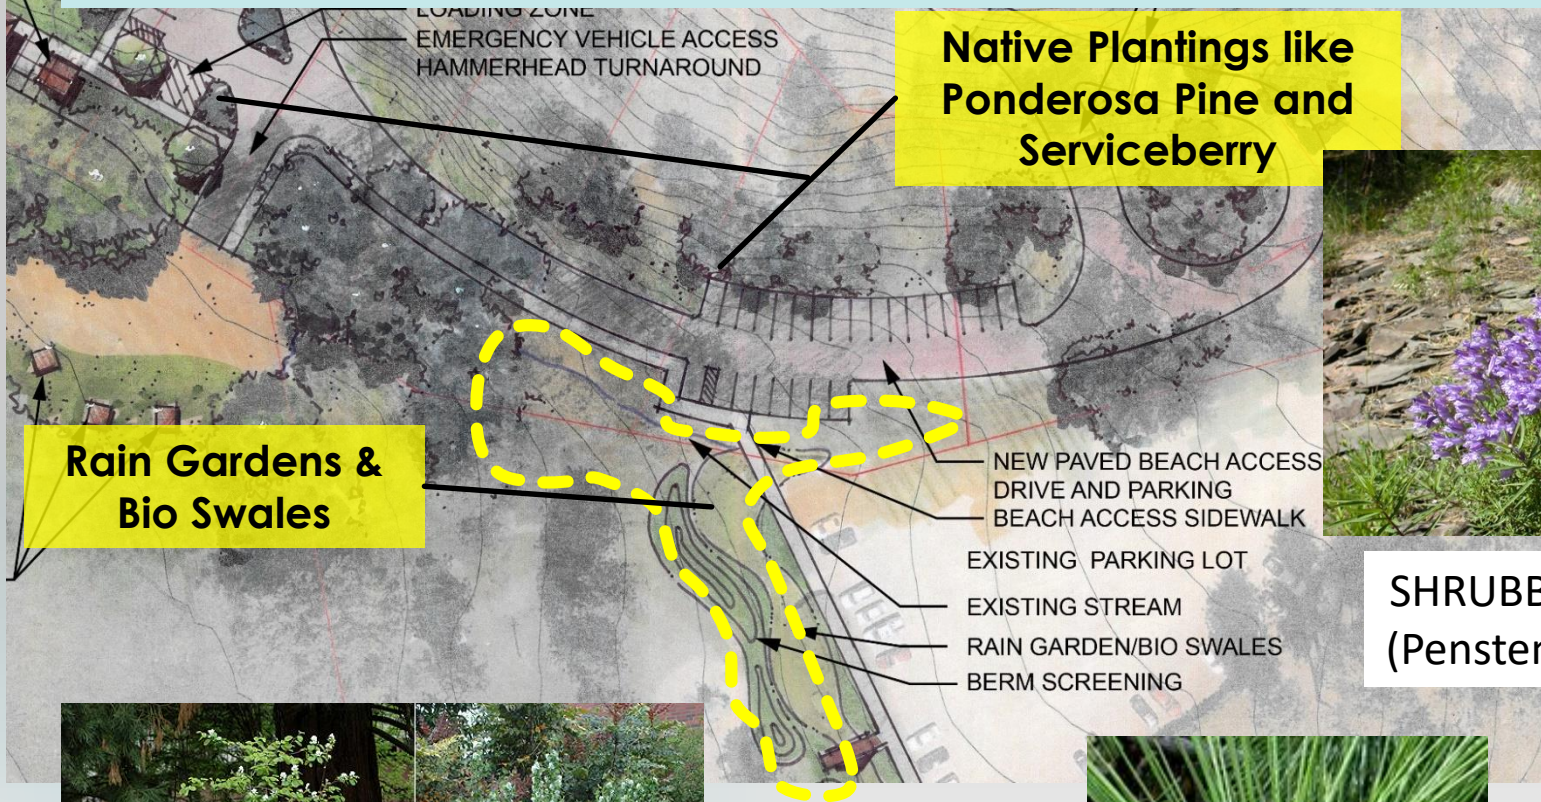 LOADING ZONE
EMERGENCY VEHICLE ACCESS
HAMMERHEAD TURNAROUND
Native Plantings like
Ponderosa Pine and
Serviceberry
Rain Gardens &
Bio Swales
NEW PAVED BEACH ACCESS
DRIVE AND PARKING
BEACH ACCESS SIDEWALK
EXISTING PARKING LOT
EXISTING STREAM
RAIN GARDEN/BIO SWALES
BERM SCREENING
SHRUBB
(Penster